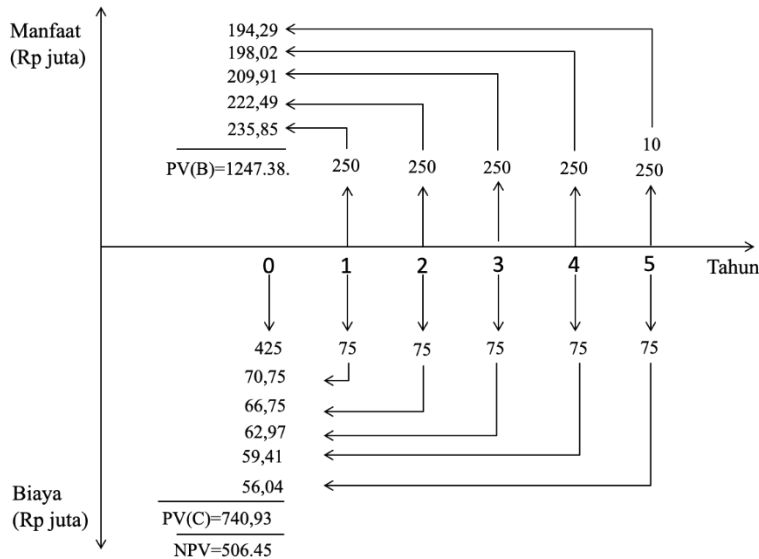 Manfaat
(Rp juta)
194,29
198,02
209,91
222,49
235,85
PV(B)=1247.38.
10
250 250 250 250 250
0 1 2 3 4 5 Tahun
425 75 75 75 75 75
70,75
66,75
62,97
59,41
56,04
Biaya
(Rp juta)
PV(C)=740,93
NPV=506.45